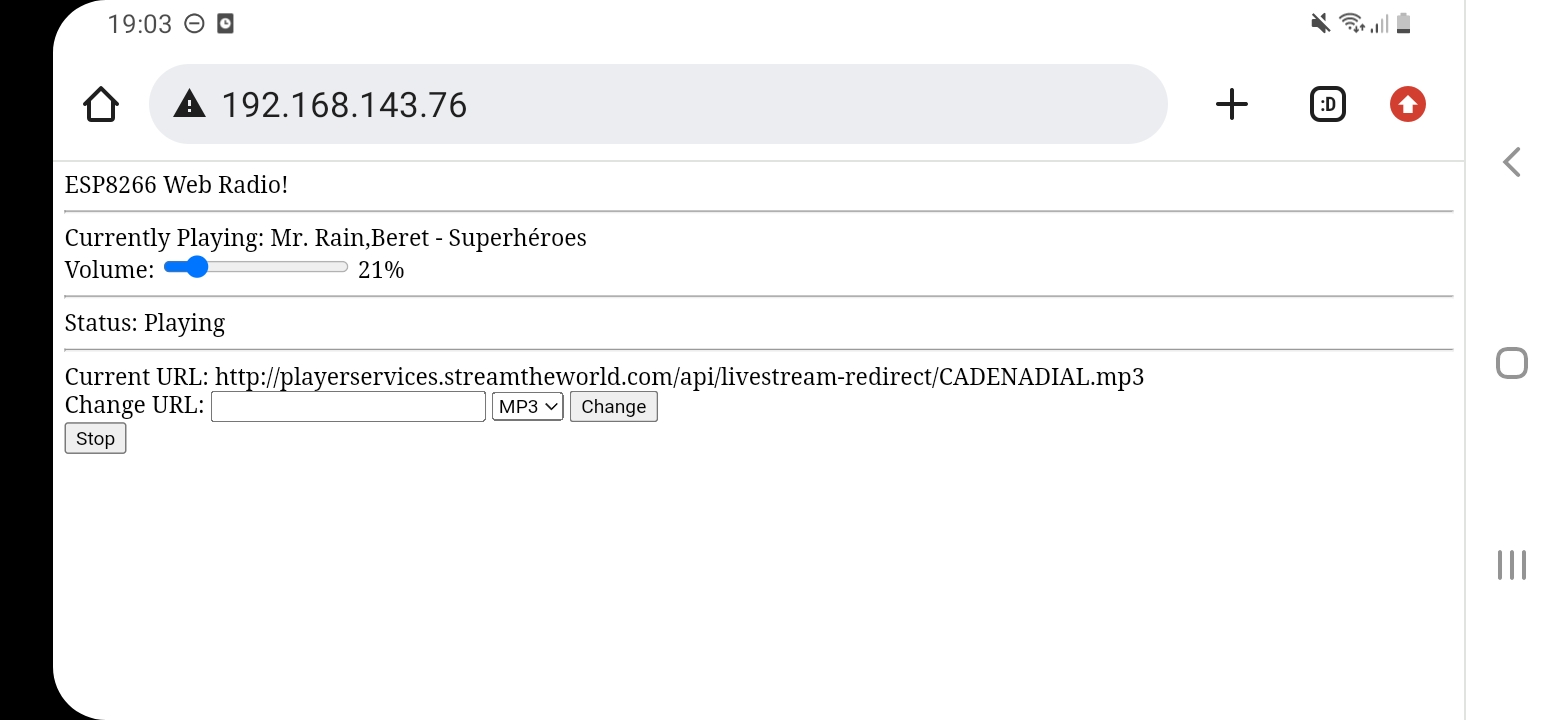 19:03
192.168.143.76
:D
ESP8266 Web Radio!
Currently Playing: Mr. Rain,Beret - Superhéroes
Volume: 21%
Status: Playing
Current URL: http://playerservices.streamtheworld.com/api/livestream-redirect/CADENADIAL.mp3
Change URL: MP3 Change
Stop